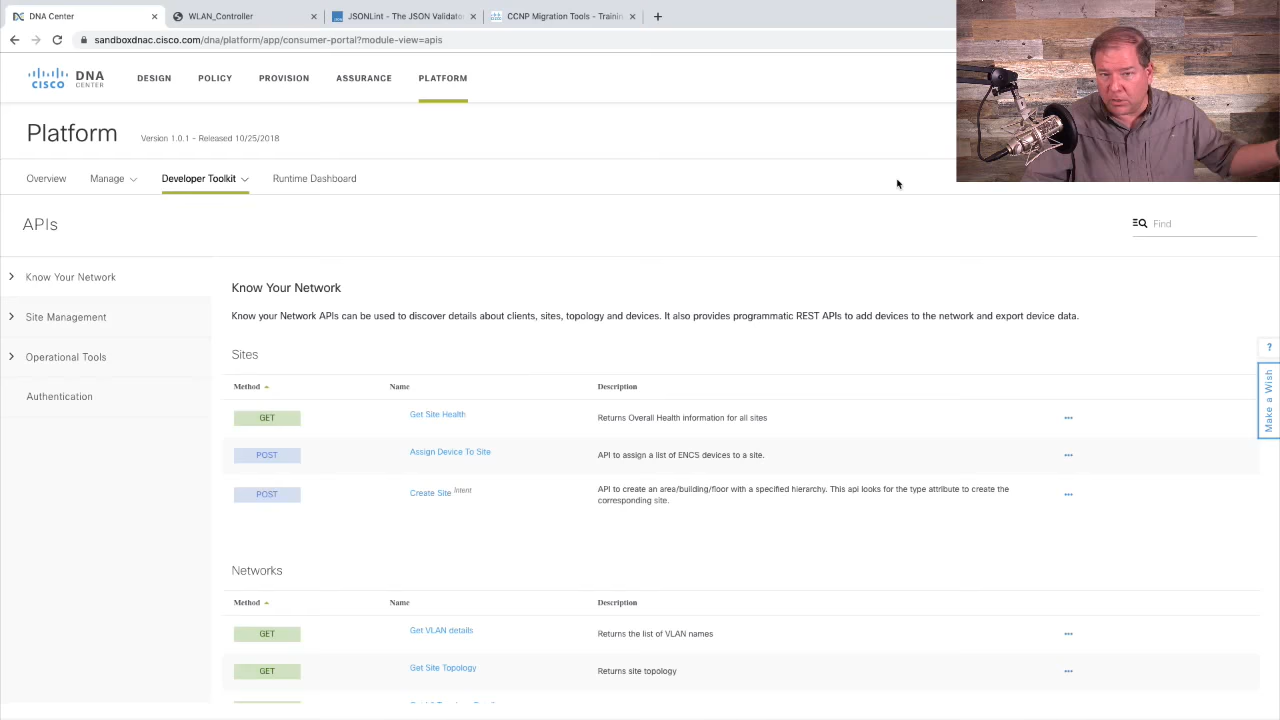 DNA Center
WLAN_Controller
JSONLint - The JSON Validator
CCNP Migration Tools - Trainin
sandboxdnac.cisco.com/dna/platform/app/consumer-portal?module-view=apis
CISCO
DNA
CENTER
DESIGN
POLICY
PROVISION
ASSURANCE
PLATFORM
Platform
Version 1.0.1 - Released 10/25/2018
Overview
Manage
Developer Toolkit
Runtime Dashboard
APIs
Find
Know Your Network
Site Management
Operational Tools
Authentication
Know Your Network
Know your Network APIs can be used to discover details about clients, sites, topology and devices. It also provides programmatic REST APIs to add devices to the network and export device data.
Sites
Method Name Description
GET Get Site Health Returns Overall Health information for all sites
POST Assign Device To Site API to assign a list of ENCS devices to a site.
POST Create Site Intent API to create an area/building/floor with a specified hierarchy. This api looks for the type attribute to create the
corresponding site.
Networks
Method Name Description
GET Get VLAN details Returns the list of VLAN names
GET Get Site Topology Returns site topology
?
Make a Wish